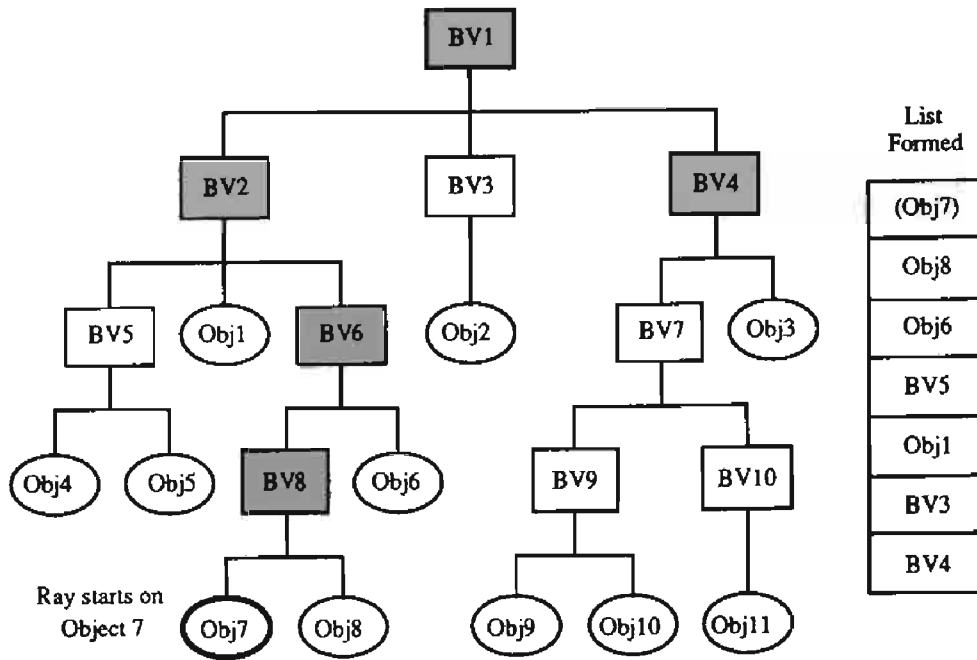 BV1
BV2
BV3
BV4
BV5
Obj1
BV6
Obj2
BV7
Obj3
Obj4
Obj5
BV8
Obj6
BV9
BV10
Ray starts on
Object 7
Obj7
Obj8
Obj9
Obj10
Obj11
List
Formed
(Obj7)
Obj8
Obj6
BV5
Obj1
BV3
BV4